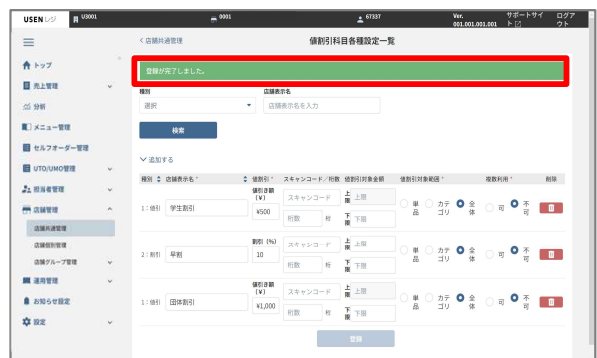 USEN レジ U3001 0001 67337 Ver. 001.001.001.001 サポートサイト ログアウト
トップ
売上管理
分析
メニュー管理
セルフオーダー管理
UTO/UMO管理
担当者管理
店舗管理
店舗共通管理
店舗個別管理
店舗グループ管理
運用管理
お知らせ設定
設定
店舗共通管理 値割引科目各種設定一覧
登録が完了しました。
種別 店舗表示名
選択 店舗表示名を入力
検索
追加する
種別 店舗表示名 * 値割引 * スキャンコード/桁数 値割引対象金額 値割引対象範囲 * 複数利用 * 削除
1:値引 学生割引 値引き額(¥) ¥500 スキャンコード 桁数 桁 上限 上限 下限 下限 単品 カテゴリ 全体 可 不可
2:割引 早割 割引 (%) 10 スキャンコード 桁数 桁 上限 上限 下限 下限 単品 カテゴリ 全体 可 不可
1:値引 団体割引 値引き額(¥) ¥1,000 スキャンコード 桁数 桁 上限 上限 下限 下限 単品 カテゴリ 全体 可 不可
登録